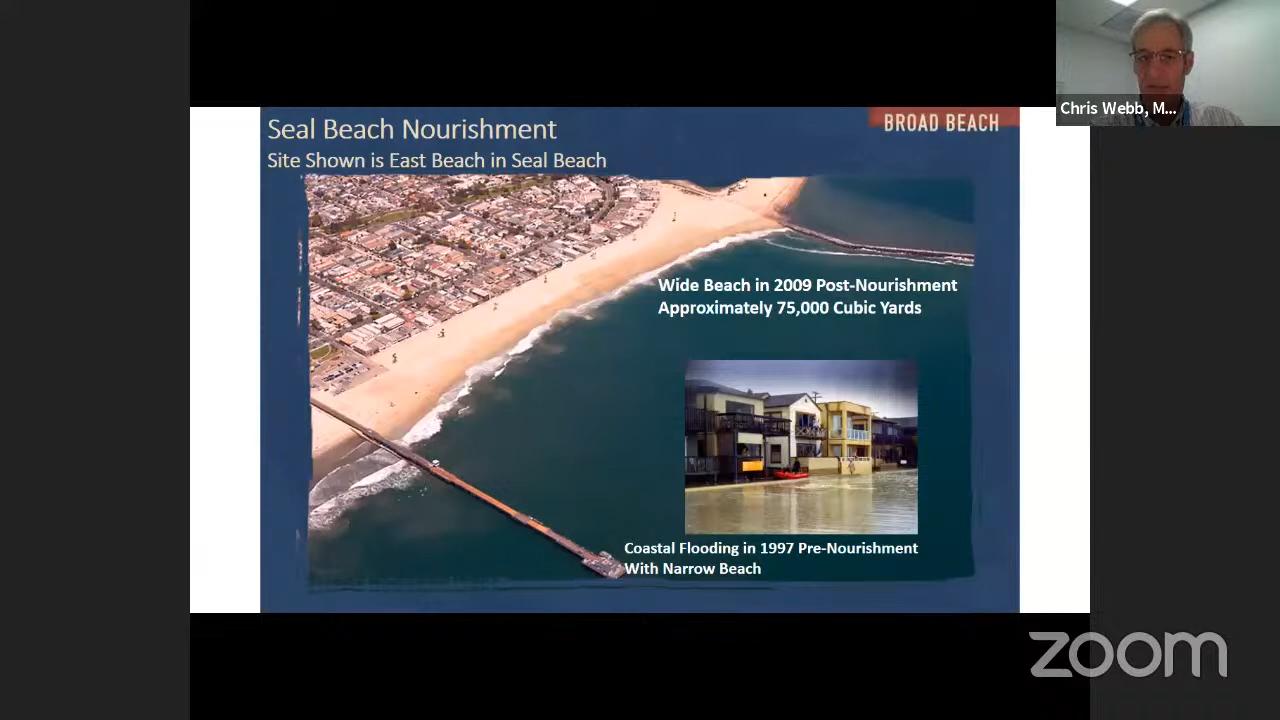 Chris Webb, M...
Seal Beach Nourishment
BROAD BEACH
Site Shown is East Beach in Seal Beach
Wide Beach in 2009 Post-Nourishment
Approximately 75,000 Cubic Yards
Coastal Flooding in 1997 Pre-Nourishment
With Narrow Beach
zoom